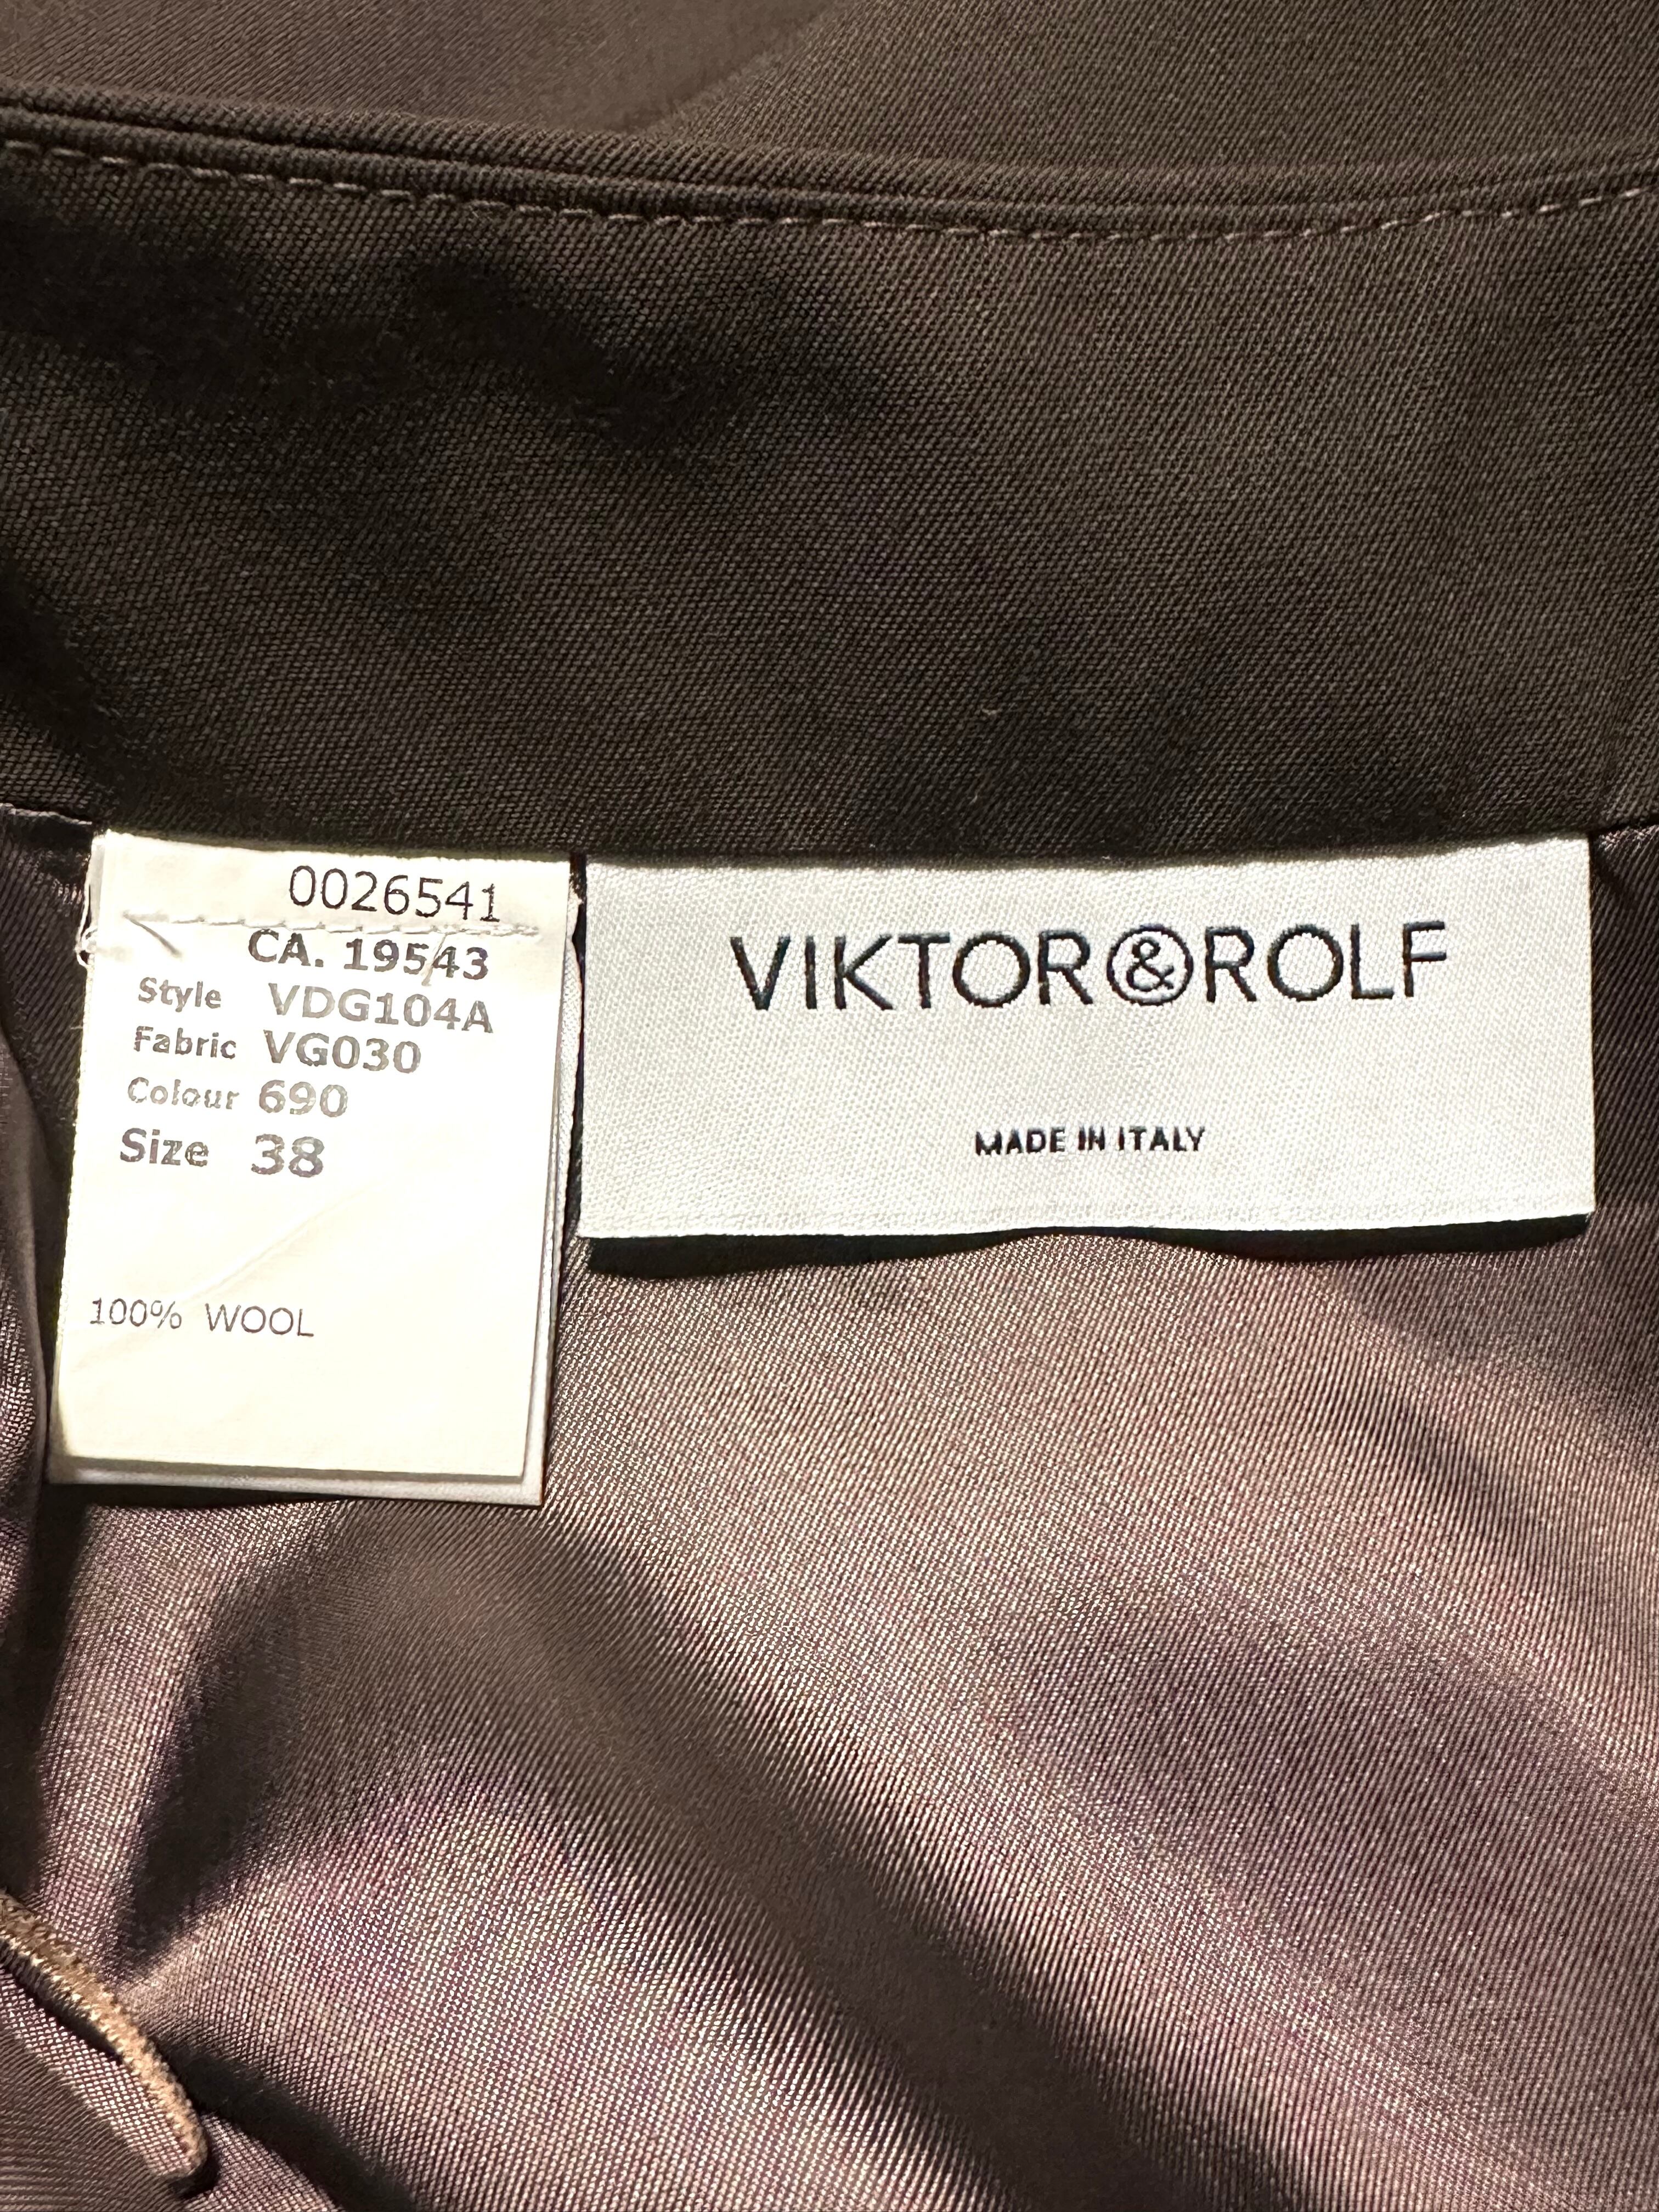 0026541
CA. 19543
Style VDG104A
Fabric VG030
Colour 690
Size 38
100% WOOL
VIKTOR&ROLF
MADE IN ITALY